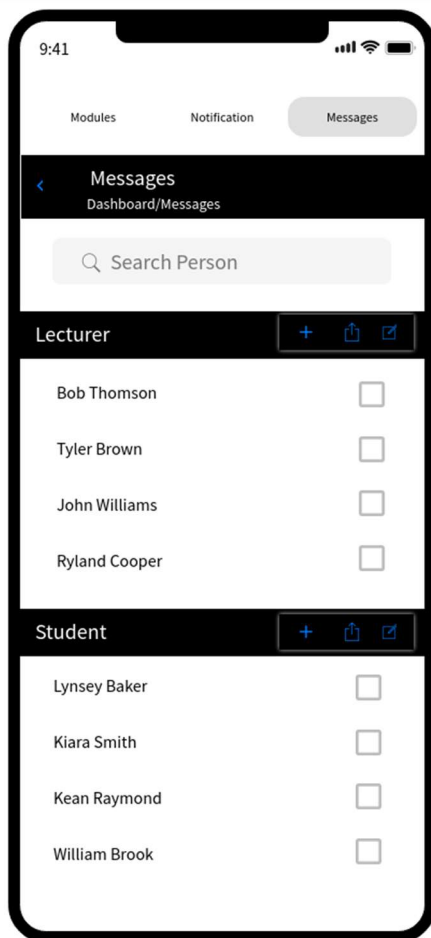 9:41
Modules Notification Messages
Messages
Dashboard/Messages
Search Person
Lecturer
Bob Thomson
Tyler Brown
John Williams
Ryland Cooper
Student
Lynsey Baker
Kiara Smith
Kean Raymond
William Brook